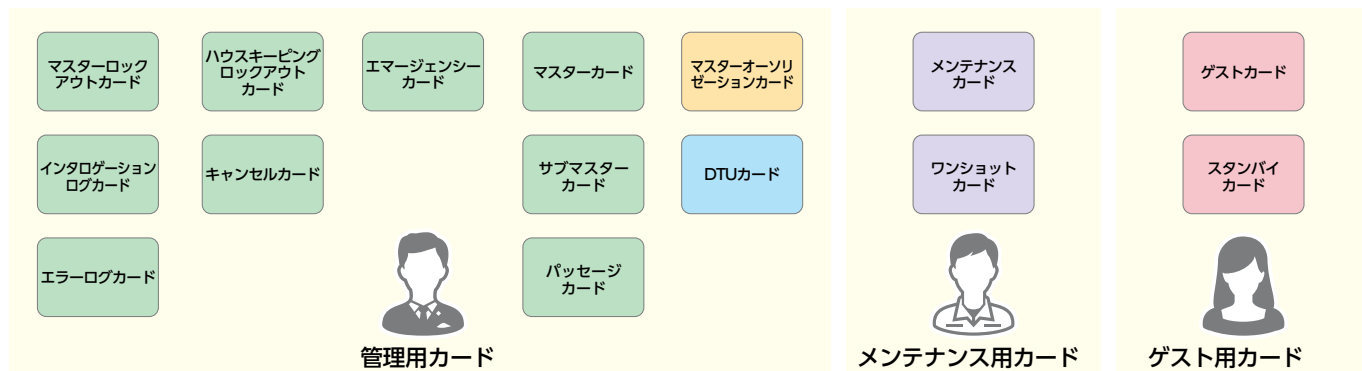 マスターロック
アウトカード
ハウスキーピング
ロックアウト
カード
エマージェンシー
カード
マスターカード
マスターオーソリ
ゼーションカード
インタロゲーション
ログカード
キャンセルカード
サブマスター
カード
DTUカード
エラーログカード
パッセージ
カード
管理用カード
メンテナンス
カード
ワンショット
カード
メンテナンス用カード
ゲストカード
スタンバイ
カード
ゲスト用カード